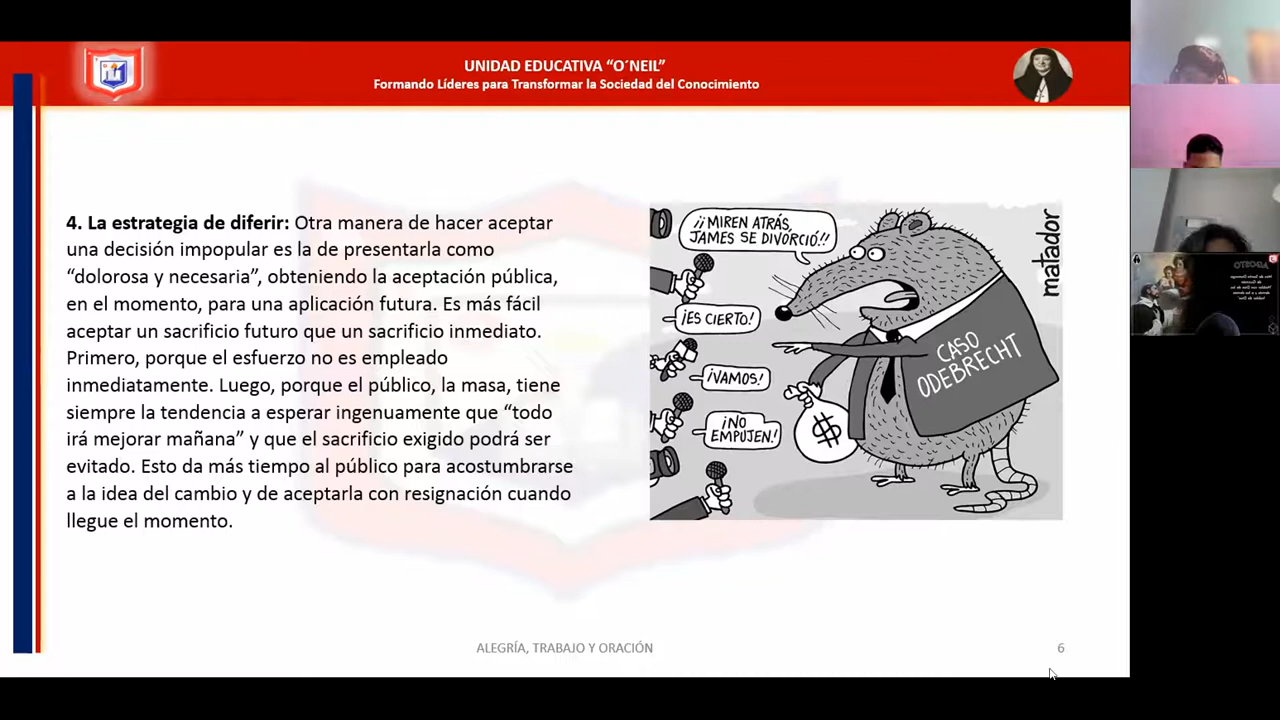 UNIDAD EDUCATIVA “O´NEIL”
Formando Líderes para Transformar la Sociedad del Conocimiento
4. La estrategia de diferir: Otra manera de hacer aceptar
una decisión impopular es la de presentarla como
“dolorosa y necesaria”, obteniendo la aceptación pública,
en el momento, para una aplicación futura. Es más fácil
aceptar un sacrificio futuro que un sacrificio inmediato.
Primero, porque el esfuerzo no es empleado
inmediatamente. Luego, porque el público, la masa, tiene
siempre la tendencia a esperar ingenuamente que “todo
irá mejorar mañana” y que el sacrificio exigido podrá ser
evitado. Esto da más tiempo al público para acostumbrarse
a la idea del cambio y de aceptarla con resignación cuando
llegue el momento.
¡¡MIREN ATRÁS,
JAMES SE DIVORCIÓ!!
¡ES CIERTO!
¡VAMOS!
¡NO
EMPUJEN!
CASO
ODEBRECHT
$
matador
ALEGRÍA, TRABAJO Y ORACIÓN
6
AGOSTO